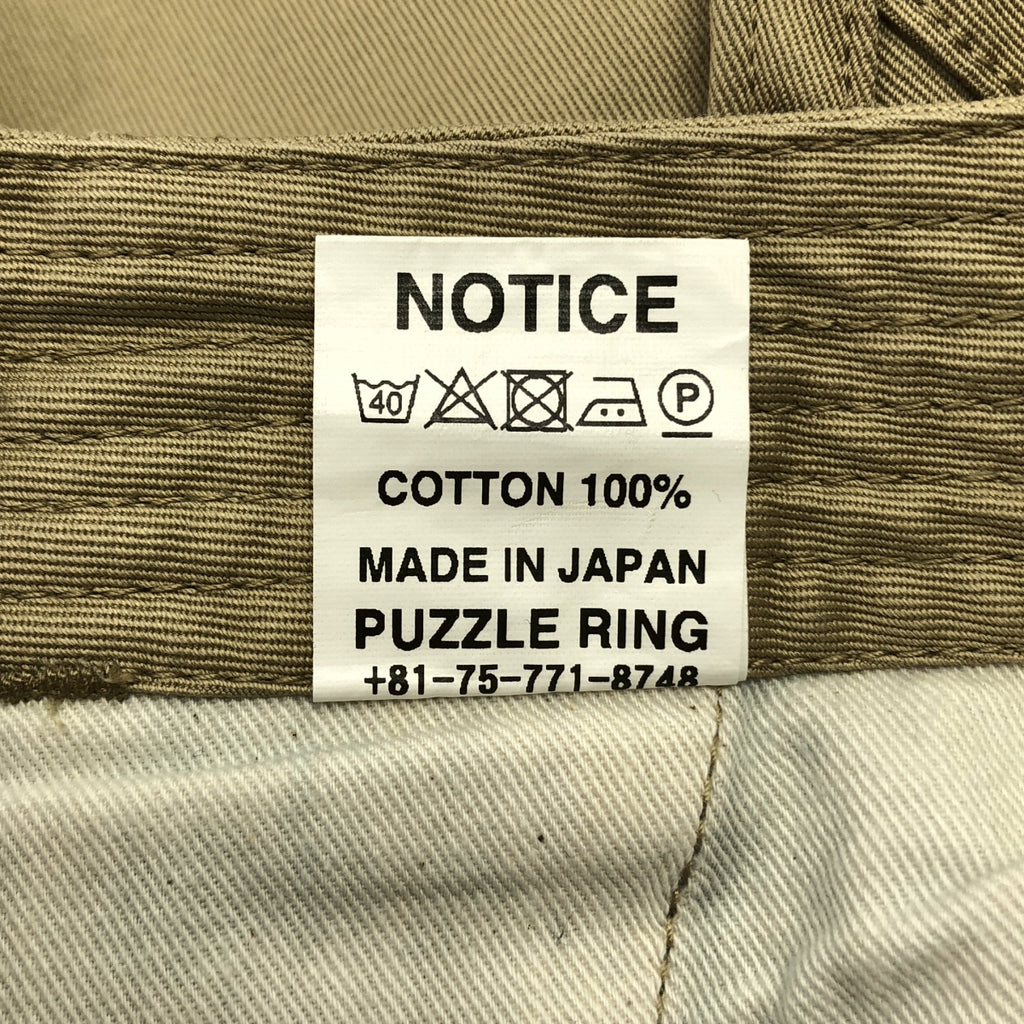 NOTICE
40 P
COTTON 100%
MADE IN JAPAN
PUZZLE RING
+81-75-771-8748